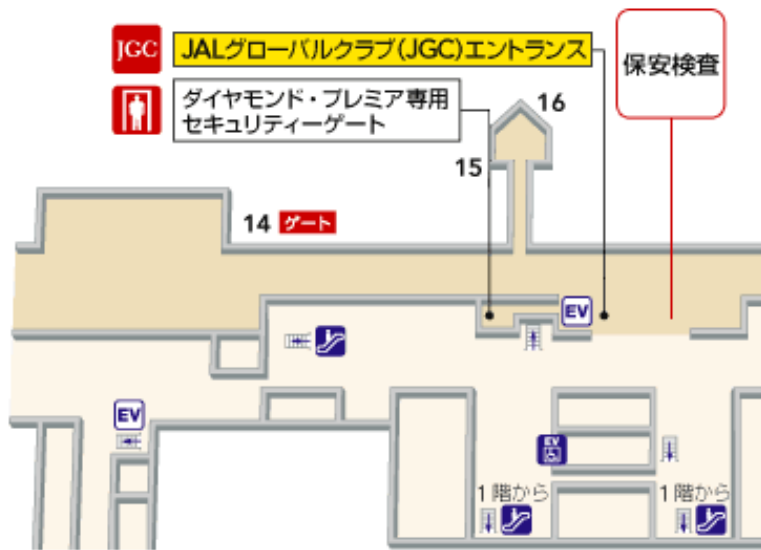 JGC
JALグローバルクラブ(JGC)エントランス
保安検査
ダイヤモンド・プレミア専用
セキュリティーゲート
16
15
14 ゲート
EV
EV
EV
1階から
1階から